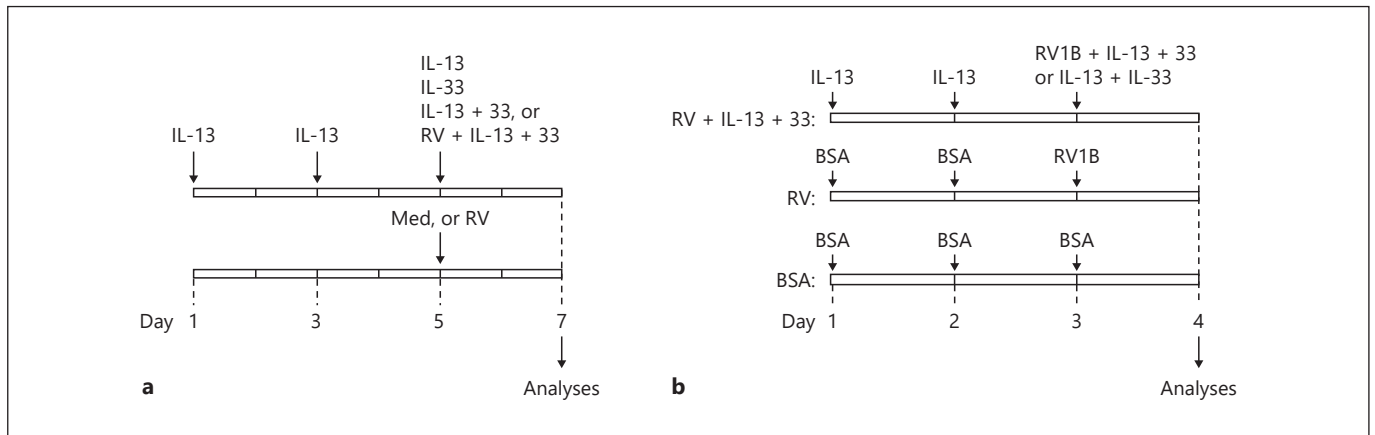 IL-13
IL-33
IL-13 + 33, or
RV + IL-13 + 33
IL-13 IL-13
Med, or RV
Day 1 3 5 7
Analyses
a
RV1B + IL-13 + 33
or IL-13 + IL-33
IL-13 IL-13
RV + IL-13 + 33:
BSA BSA RV1B
RV:
BSA BSA BSA
BSA:
Day 1 2 3 4
Analyses
b